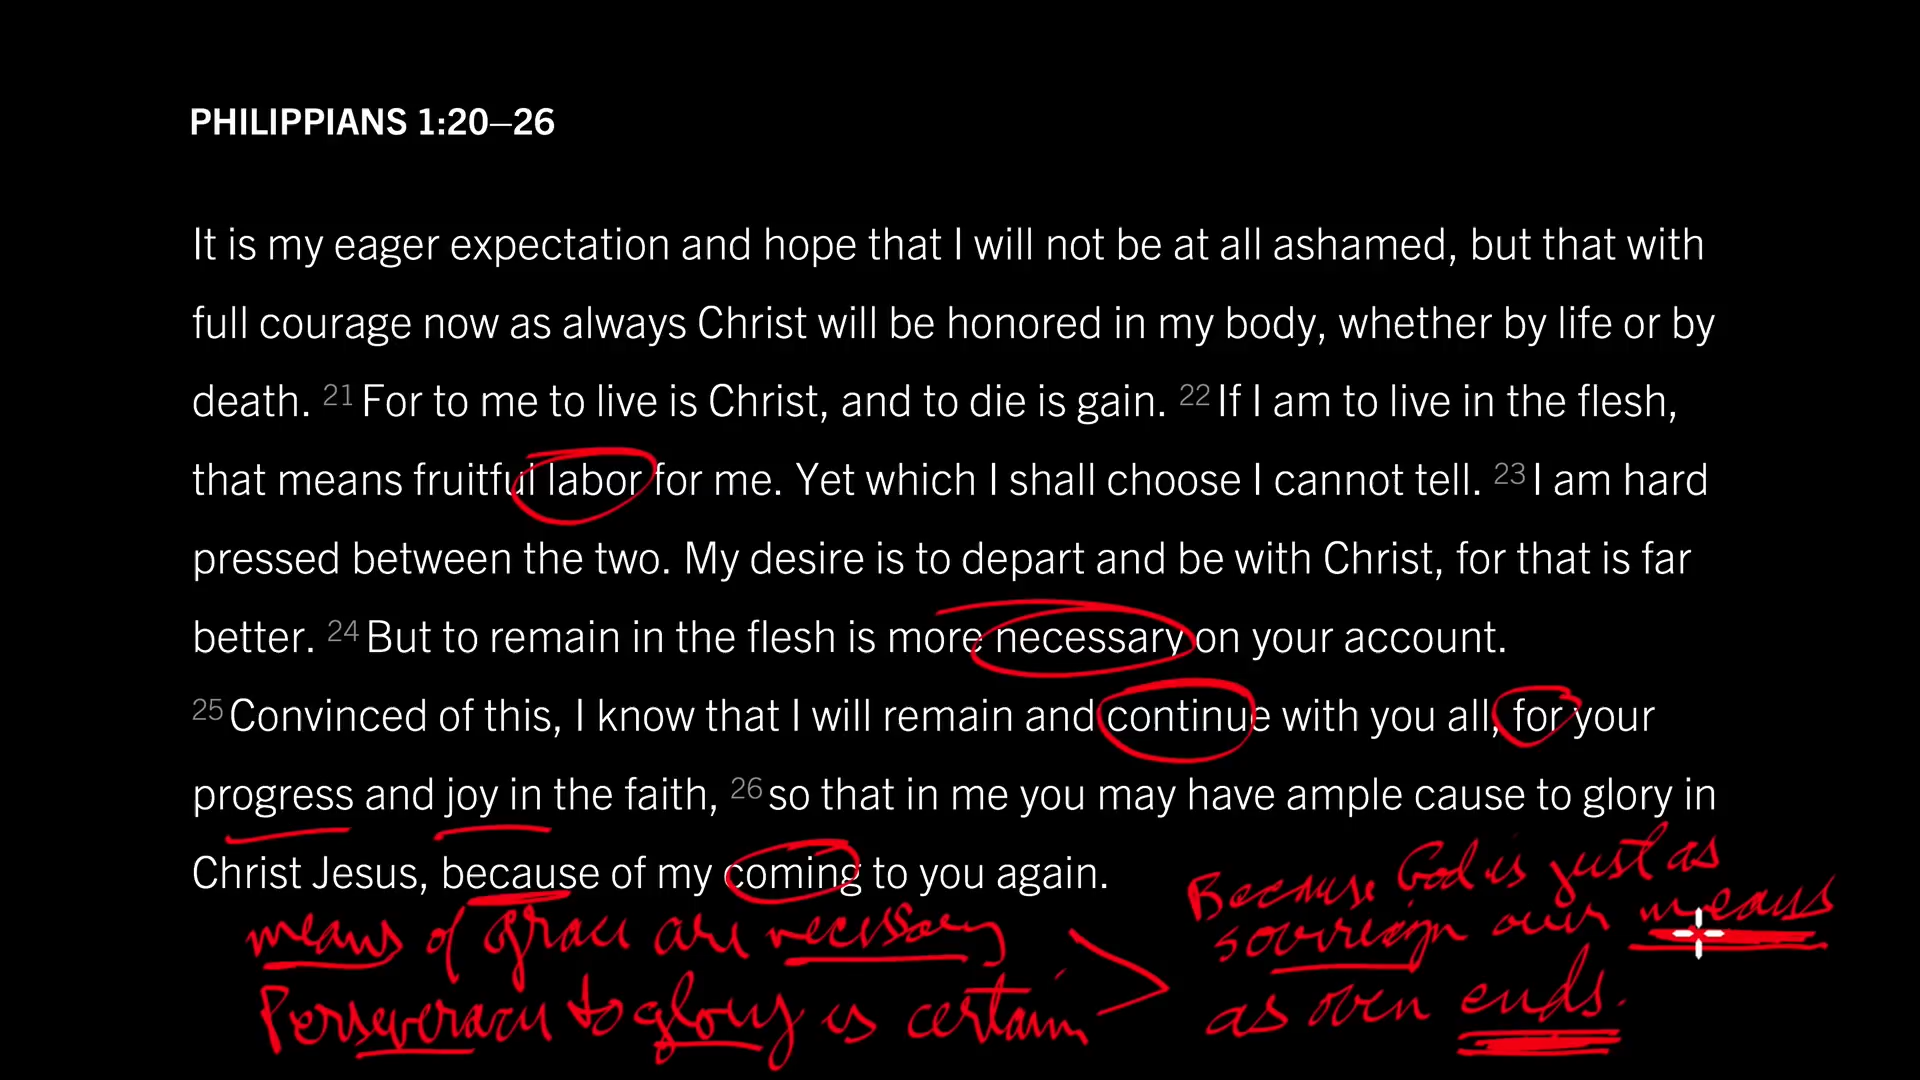 PHILIPPIANS 1:20–26
It is my eager expectation and hope that I will not be at all ashamed, but that with
full courage now as always Christ will be honored in my body, whether by life or by
death. 21 For to me to live is Christ, and to die is gain. 22 If I am to live in the flesh,
that means fruitful labor for me. Yet which I shall choose I cannot tell. 23 I am hard
pressed between the two. My desire is to depart and be with Christ, for that is far
better. 24 But to remain in the flesh is more necessary on your account.
25 Convinced of this, I know that I will remain and continue with you all, for your
progress and joy in the faith, 26 so that in me you may have ample cause to glory in
Christ Jesus, because of my coming to you again.
means of grace are necessary
Perseverance to glory is certain
Because God is just as
sovereign over means
as over ends.